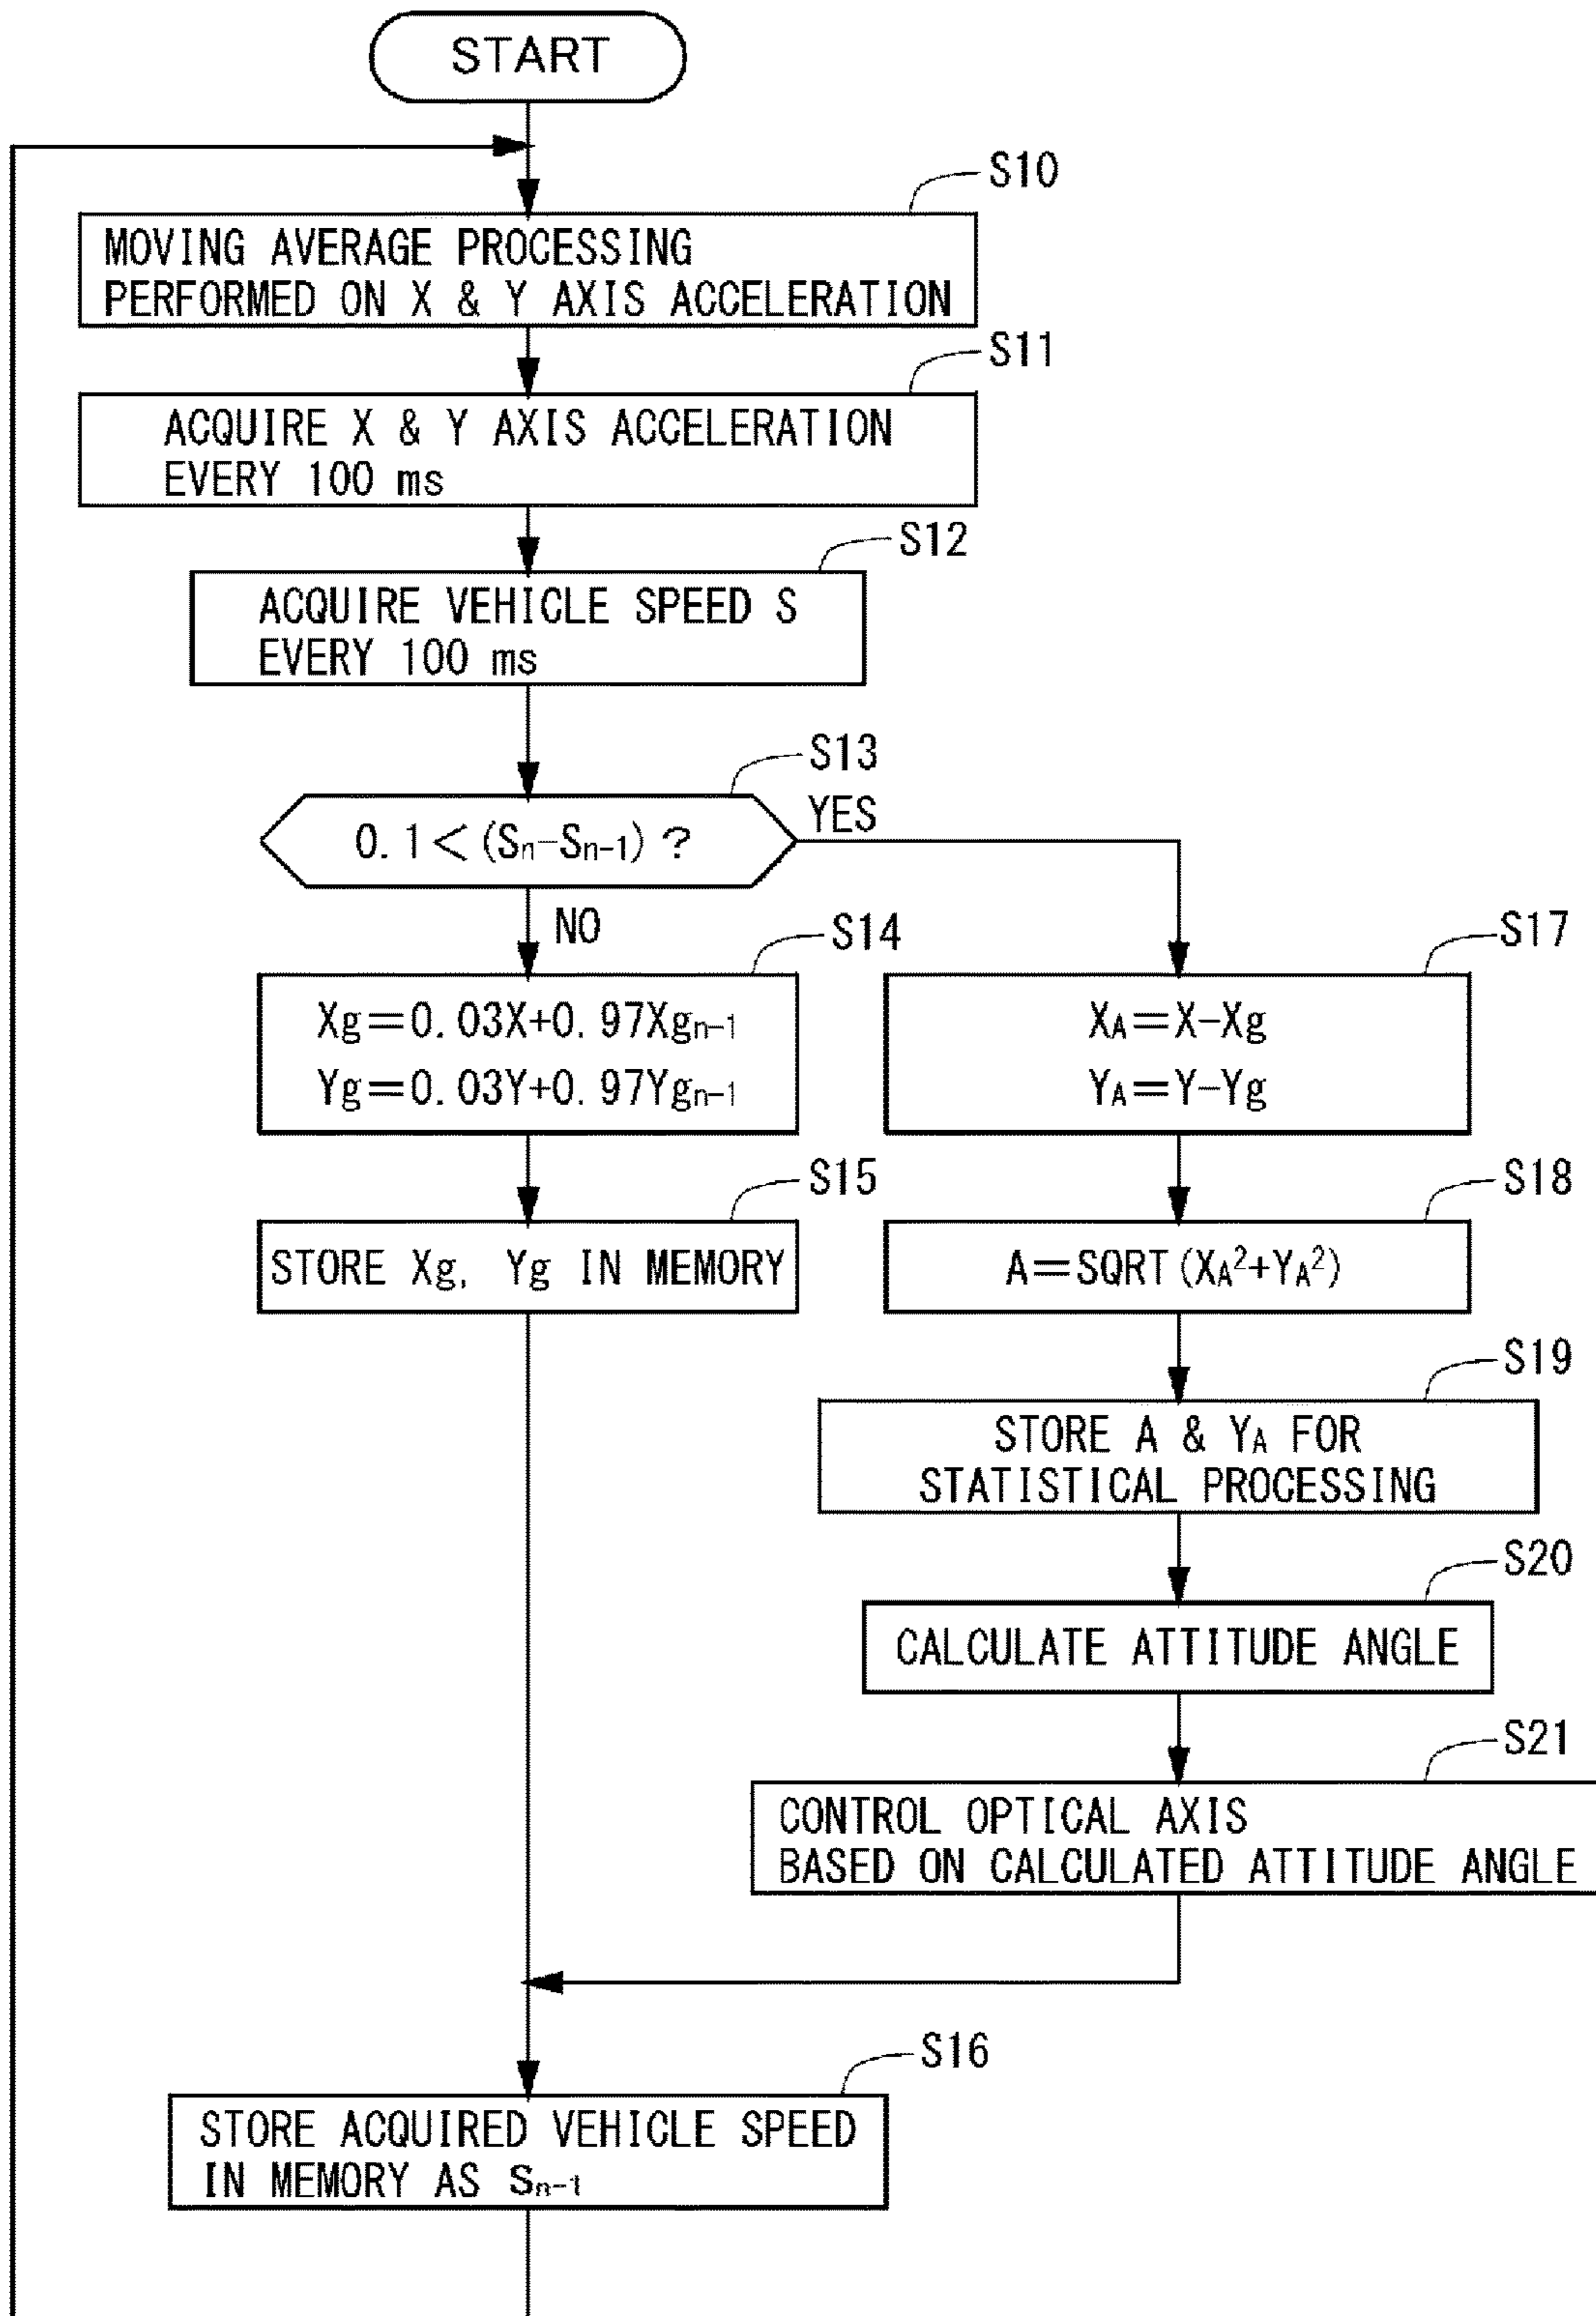 START
S10
MOVING AVERAGE PROCESSING
PERFORMED ON X & Y AXIS ACCELERATION
S11
ACQUIRE X & Y AXIS ACCELERATION
EVERY 100 ms
S12
ACQUIRE VEHICLE SPEED S
EVERY 100 ms
S13
0.1<(Sn-Sn-1)?
YES
NO
S14
Xg=0.03X+0.97Xgn-1
Yg=0.03Y+0.97Ygn-1
S15
STORE Xg, Yg IN MEMORY
S17
XA=X-Xg
YA=Y-Yg
S18
A=SQRT(XA²+YA²)
S19
STORE A & YA FOR
STATISTICAL PROCESSING
S20
CALCULATE ATTITUDE ANGLE
S21
CONTROL OPTICAL AXIS
BASED ON CALCULATED ATTITUDE ANGLE
S16
STORE ACQUIRED VEHICLE SPEED
IN MEMORY AS Sn-1